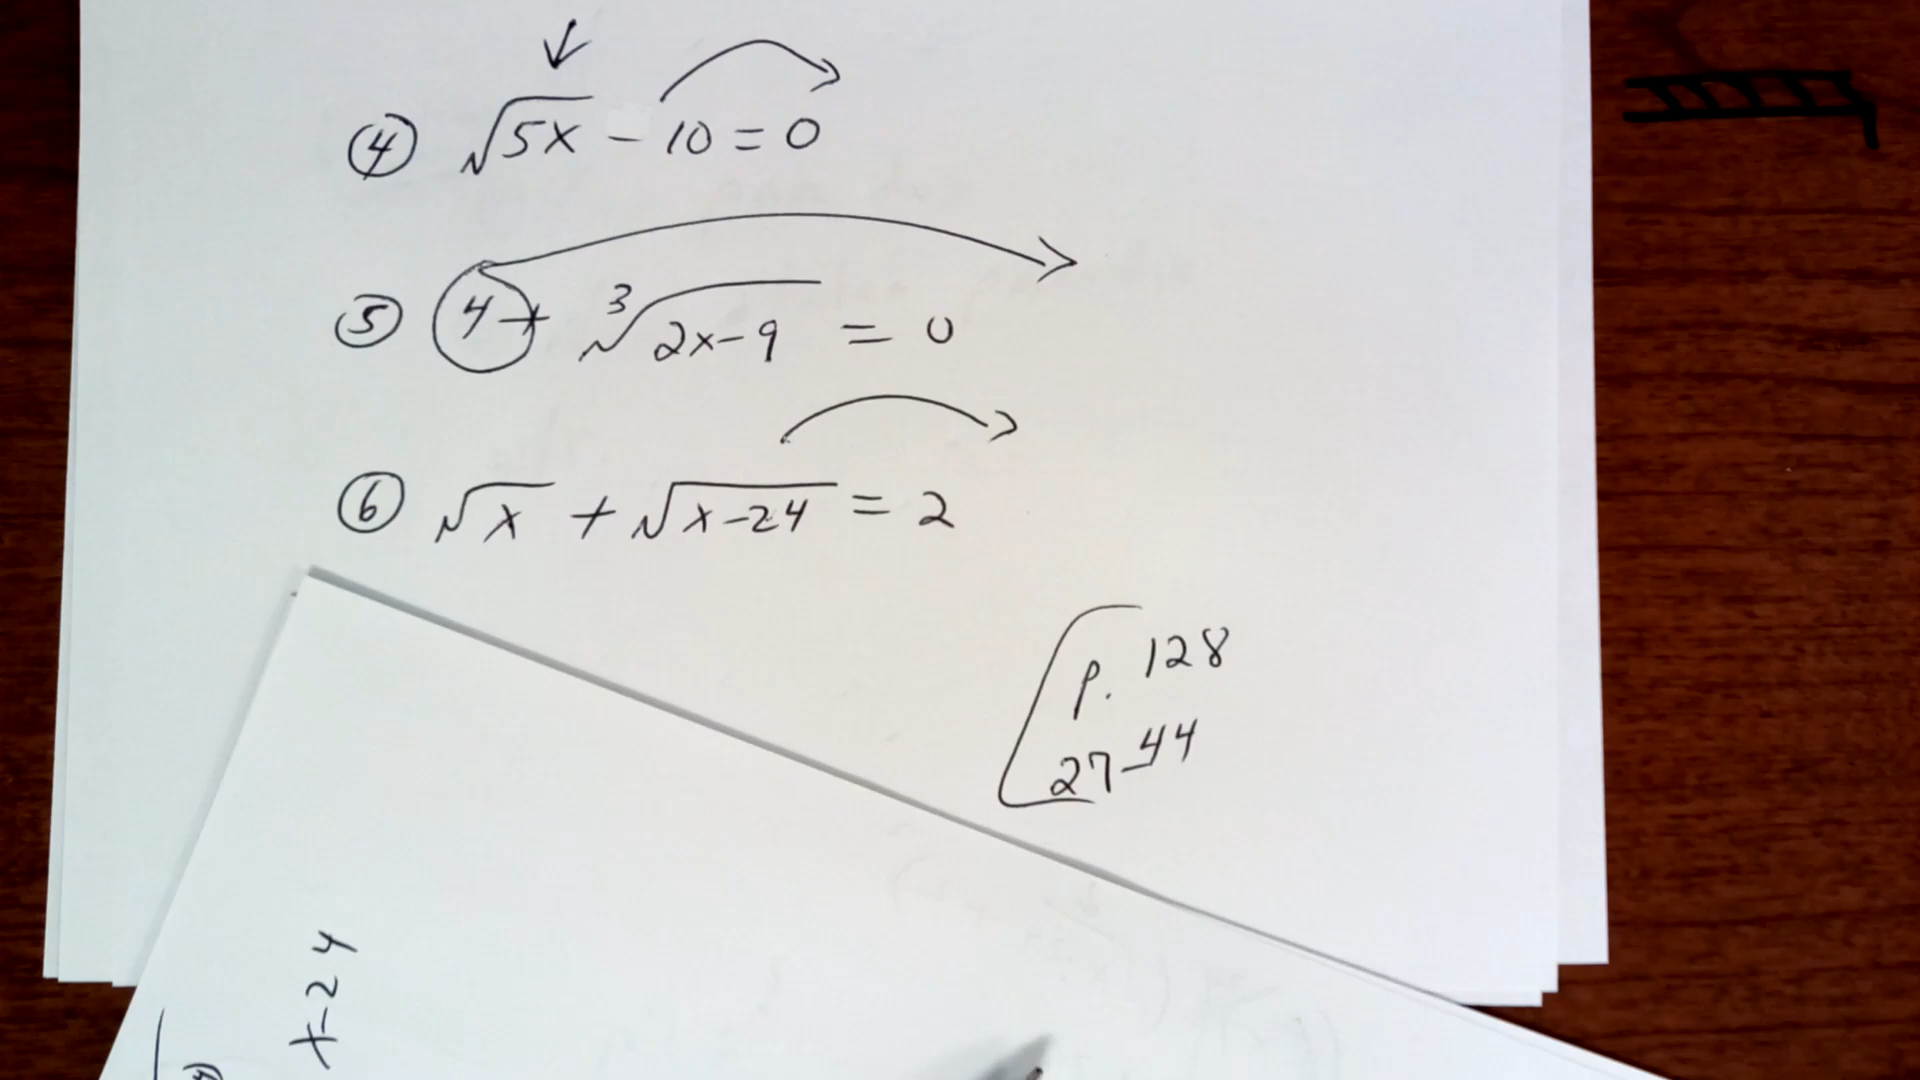 ④ √5x - 10 = 0
⑤ 4 + ∛2x-9 = 0
⑥ √x + √x-24 = 2
p. 128
27-44
x-24